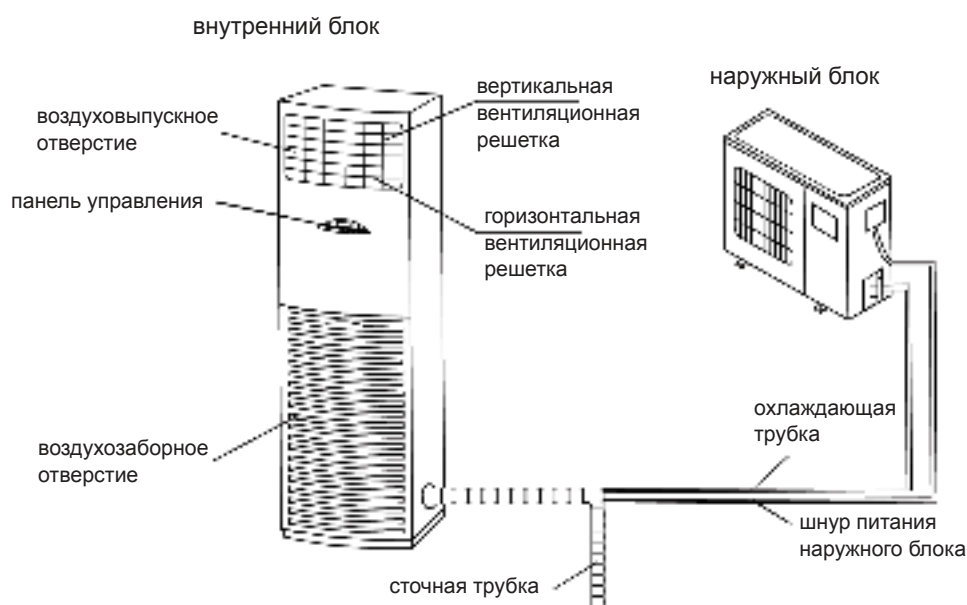 внутренний блок
наружный блок
воздуховыпускное
отверстие
вертикальная
вентиляционная
решетка
панель управления
горизонтальная
вентиляционная
решетка
воздухозаборное
отверстие
охлаждающая
трубка
шнур питания
наружного блока
сточная трубка